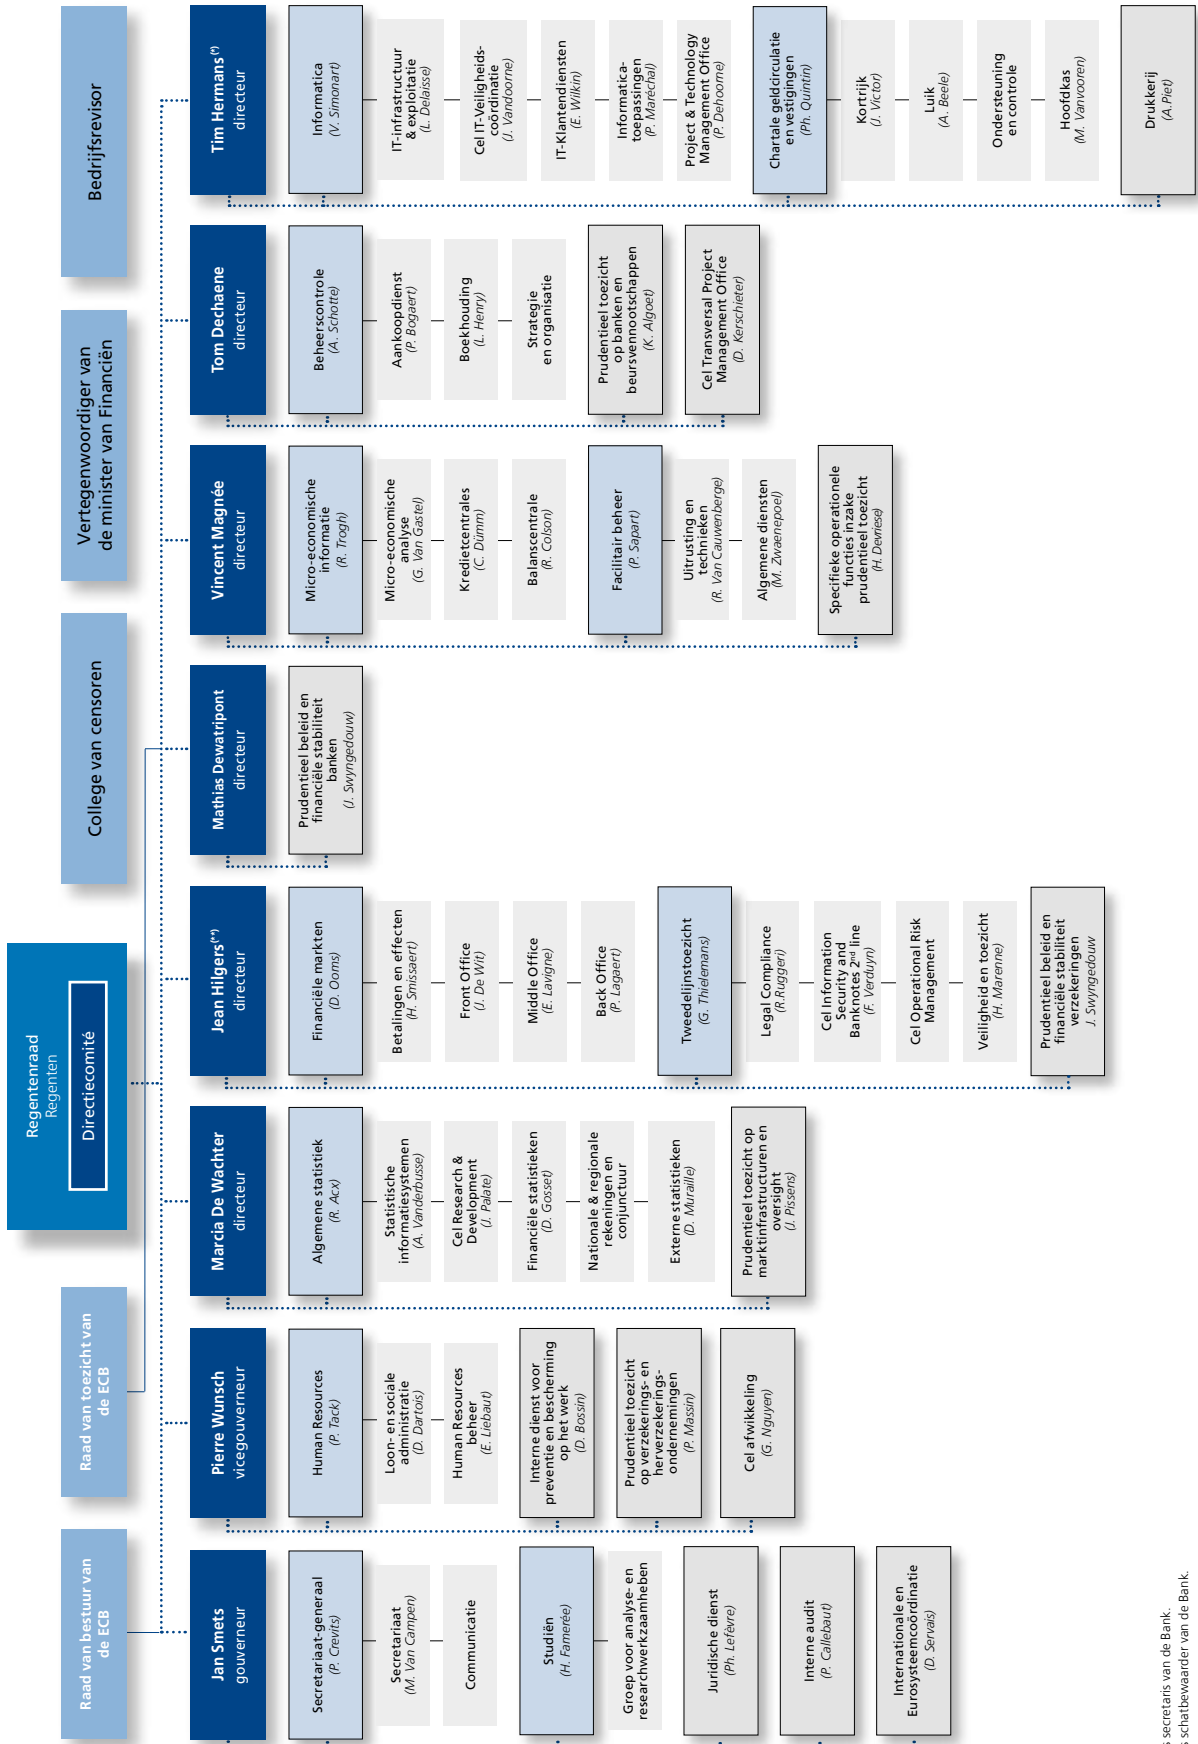 Regentenraad
Regenten
Directiecomité
Raad van bestuur van
de ECB
Raad van toezicht van
de ECB
College van censoren
Vertegenwoordiger van
de minister van Financiën
Bedrijfsrevisor
Jan Smets
gouverneur
Secretariaat-generaal
(P. Crevits)
Secretariaat
(M. Van Campen)
Communicatie
Studiën
(H. Famerée)
Groep voor analyse- en
researchwerkzaamheben
Juridische dienst
(Ph. Lefèvre)
Interne audit
(P. Callebaut)
Internationale en
Eurosysteemcoördinatie
(D. Servais)
Pierre Wunsch
vicegouverneur
Human Resources
(P. Tack)
Loon- en sociale
administratie
(D. Dartois)
Human Resources
beheer
(E. Liebaut)
Interne dienst voor
preventie en bescherming
op het werk
(D. Bossin)
Prudentieel toezicht
op verzekerings- en
herverzekerings-
ondernemingen
(P. Massin)
Cel afwikkeling
(G. Nguyen)
Marcia De Wachter
directeur
Algemene statistiek
(R. Acx)
Statistische
informatiesystemen
(A. Vanderbusse)
Cel Research &
Development
(J. Palate)
Financiële statistieken
(D. Gosset)
Nationale & regionale
rekeningen en
conjunctuur
Externe statistieken
(D. Muraille)
Prudentieel toezicht op
marktinfrastructuren en
oversight
(J. Pissens)
Jean Hilgers(**)
directeur
Financiële markten
(D. Ooms)
Betalingen en effecten
(H. Smissaert)
Front Office
(J. De Wit)
Middle Office
(E. Lavigne)
Back Office
(P. Lagaert)
Tweedelijnstoezicht
(G. Thielemans)
Legal Compliance
(R.Ruggeri)
Cel Information
Security and
Banknotes 2nd line
(F. Verduyn)
Cel Operational Risk
Management
Veiligheid en toezicht
(H. Marenne)
Prudentieel beleid en
financiële stabiliteit
verzekeringen
J. Swyngedouw
Mathias Dewatripont
directeur
Prudentieel beleid en
financiële stabiliteit
banken
(J. Swyngedouw)
Vincent Magnée
directeur
Micro-economische
informatie
(R. Trogh)
Micro-economische
analyse
(G. Van Gastel)
Kredietcentrales
(C. Dümm)
Balanscentrale
(R. Colson)
Facilitair beheer
(P. Sapart)
Uitrusting en
technieken
(R. Van Cauwenberge)
Algemene diensten
(M. Zwaenepoel)
Specifieke operationele
functies inzake
prudentieel toezicht
(H. Devriese)
Tom Dechaene
directeur
Beheerscontrole
(A. Schotte)
Aankoopdienst
(P. Bogaert)
Boekhouding
(L. Henry)
Strategie
en organisatie
Prudentieel toezicht
op banken en
beursvennootschappen
(K. Algoet)
Cel Transversal Project
Management Office
(D. Kerschieter)
Tim Hermans(*)
directeur
Informatica
(V. Simonart)
IT-infrastructuur
& exploitatie
(L. Delaisse)
Cel IT-Veiligheids-
coördinatie
(J. Vandoorne)
IT-Klantendiensten
(E. Wilkin)
Informatica-
toepassingen
(P. Maréchal)
Project & Technology
Management Office
(P. Dehoorne)
Chartale geldcirculatie
en vestigingen
(Ph. Quintin)
Kortrijk
(J. Victor)
Luik
(A. Beele)
Ondersteuning
en controle
Hoofdkas
(M. Vanvooren)
Drukkerij
(A.Piet)
s secretaris van de Bank.
s schatbewaarder van de Bank.